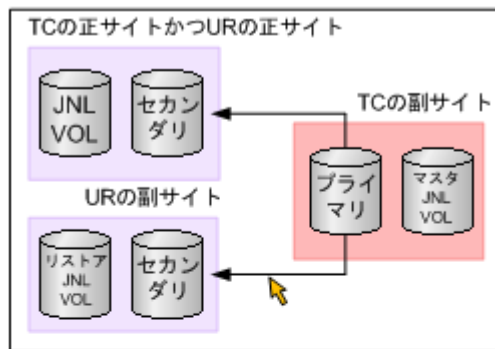 TCの正サイトかつURの正サイト
JNL
VOL
セカン
ダリ
TCの副サイト
プライ
マリ
マスタ
JNL
VOL
URの副サイト
リストア
JNL
VOL
セカン
ダリ